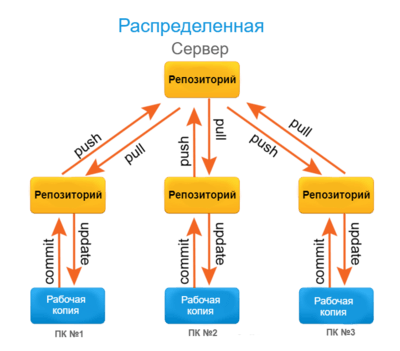 Распределенная
Сервер
Репозиторий
push
pull
push
pull
push
pull
Репозиторий
Репозиторий
Репозиторий
commit
update
commit
update
commit
update
Рабочая
копия
Рабочая
копия
Рабочая
копия
ПК №1
ПК №2
ПК №3